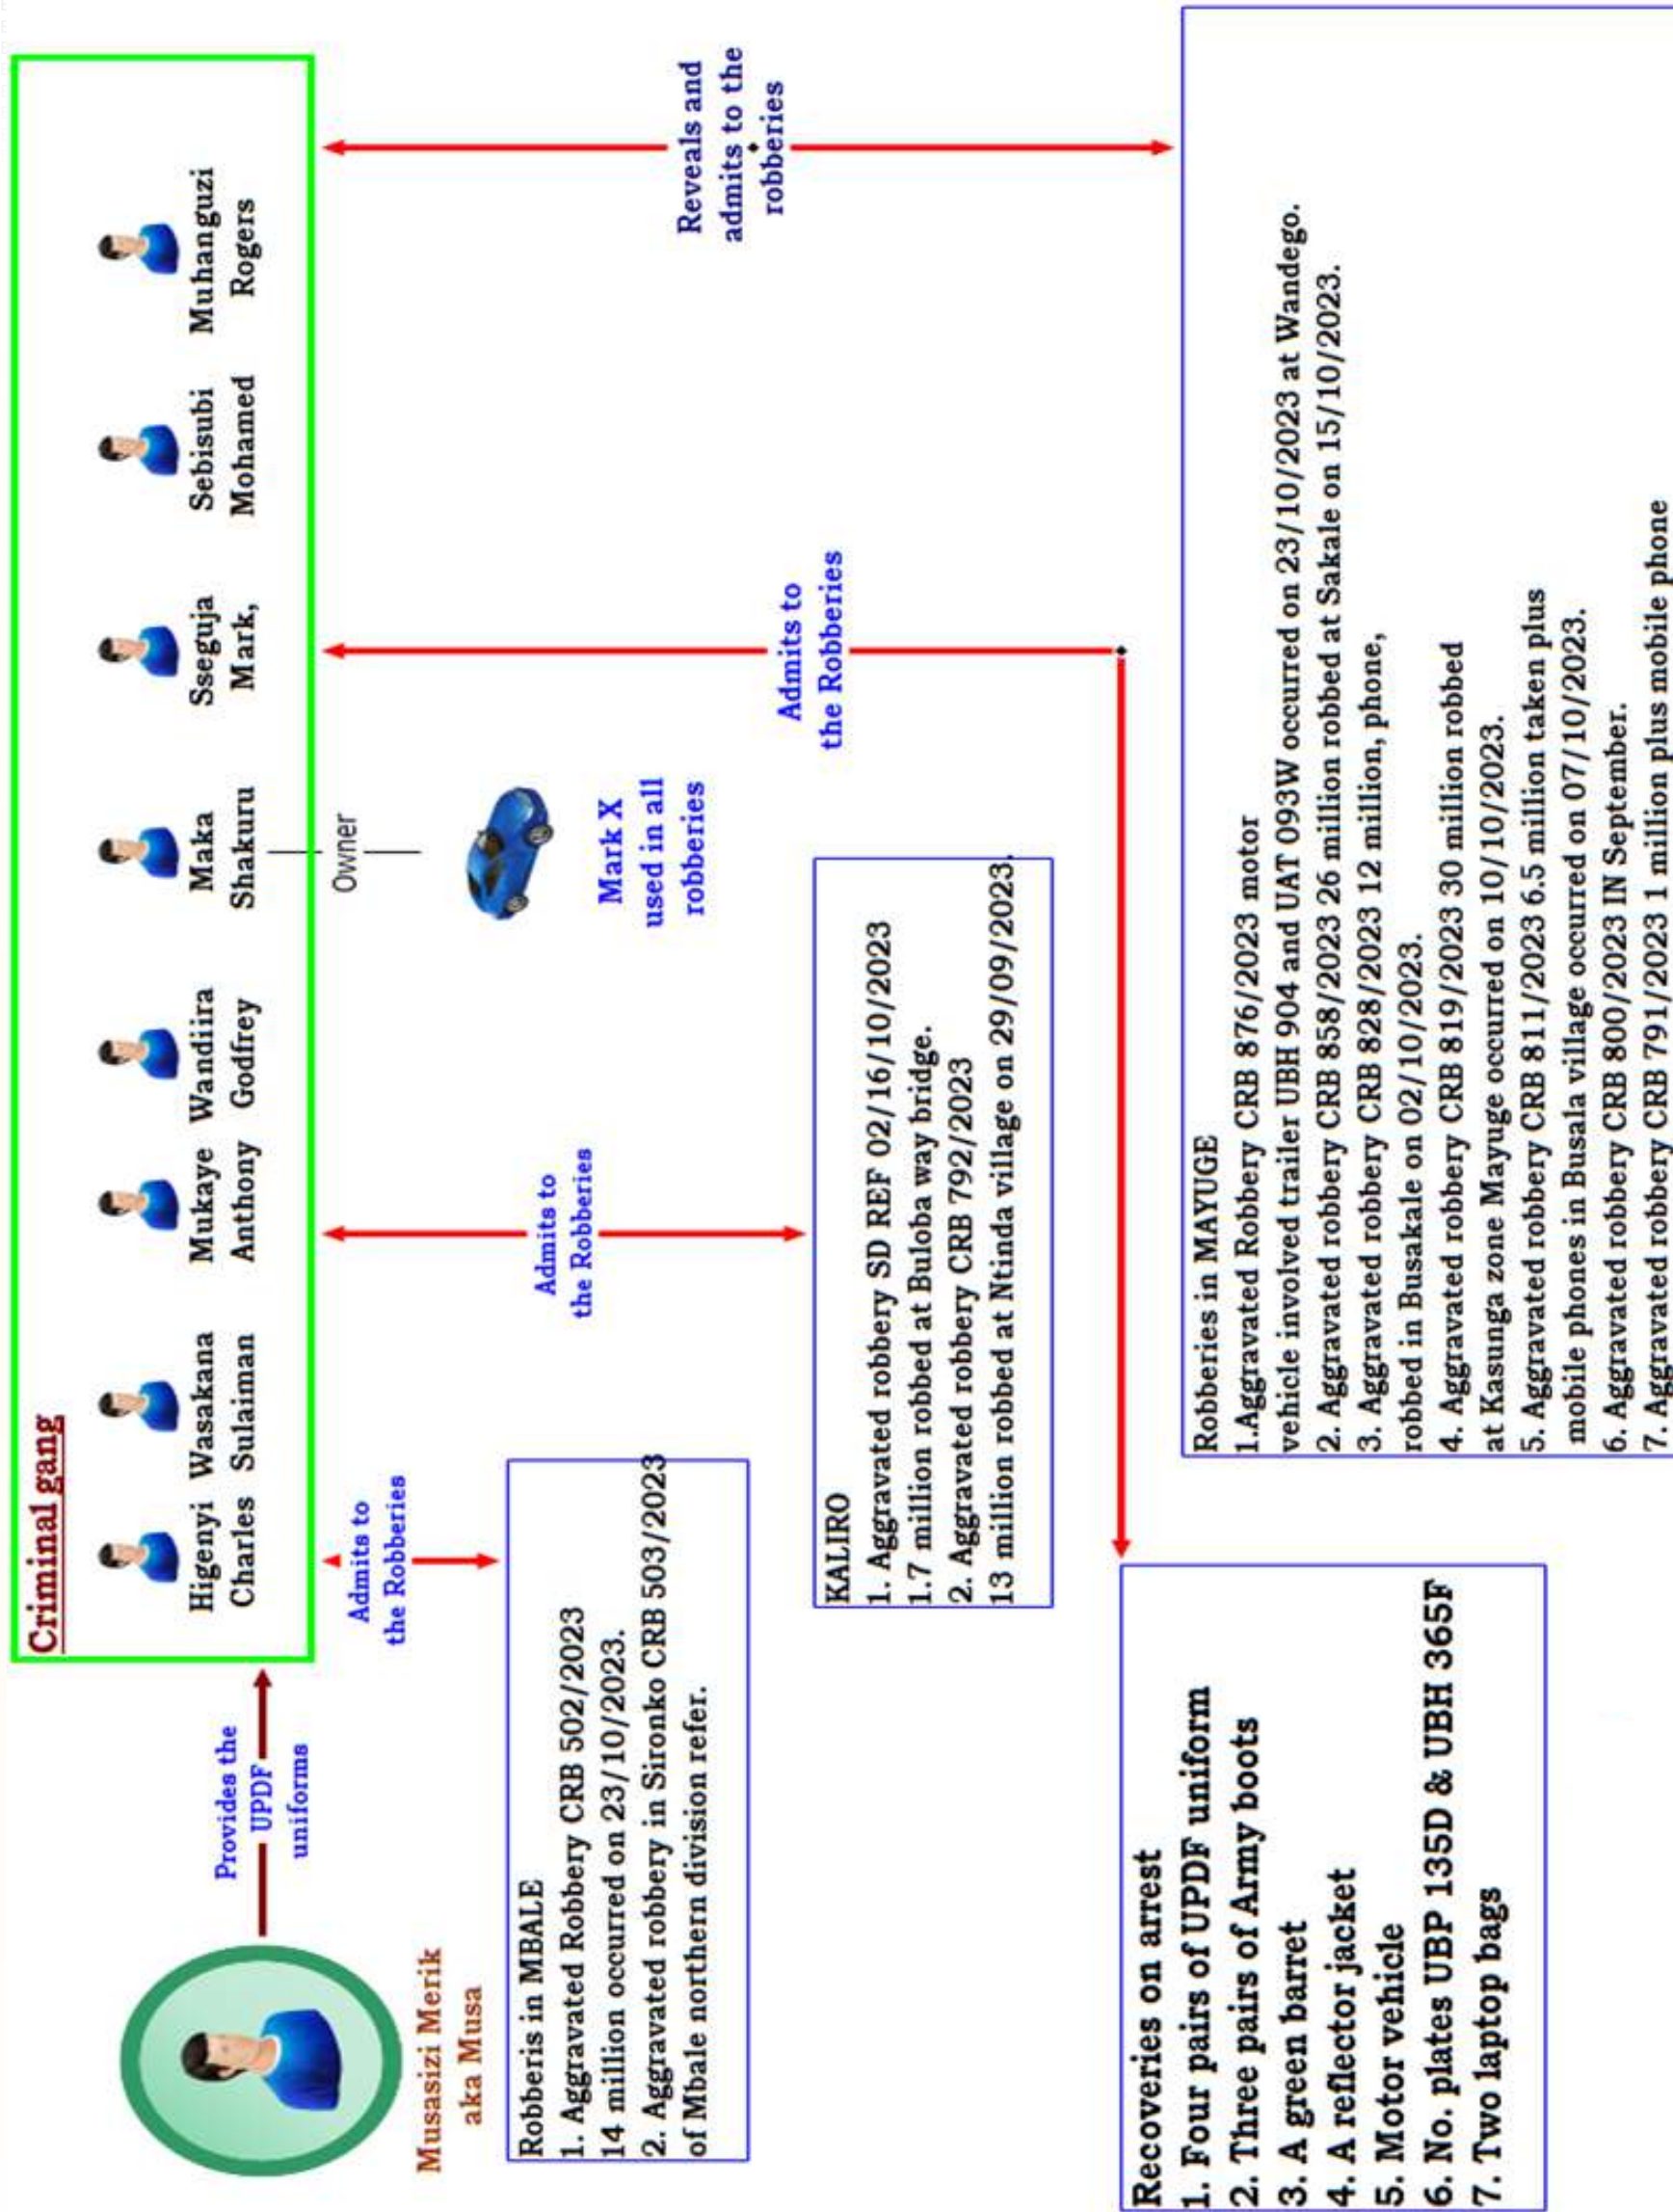 Criminal gang
Higenyi
Charles
Wasakana
Sulaiman
Mukaye
Anthony
Wandiira
Godfrey
Maka
Shakuru
Sseguja
Mark,
Sebisubi
Mohamed
Muhanguzi
Rogers
Provides the
UPDF
uniforms
Musasizi Merik
aka Musa
Admits to
the Robberies
Robberis in MBALE
1. Aggravated Robbery CRB 502/2023
14 million occurred on 23/10/2023.
2. Aggravated robbery in Sironko CRB 503/2023
of Mbale northern division refer.
Admits to
the Robberies
Owner
Mark X
used in all
robberies
Admits to
the Robberies
Reveals and
admits to the
robberies
KALIRO
1. Aggravated robbery SD REF 02/16/10/2023
1.7 million robbed at Buloba way bridge.
2. Aggravated robbery CRB 792/2023
13 million robbed at Ntinda village on 29/09/2023.
Recoveries on arrest
1. Four pairs of UPDF uniform
2. Three pairs of Army boots
3. A green barret
4. A reflector jacket
5. Motor vehicle
6. No. plates UBP 135D & UBH 365F
7. Two laptop bags
Robberies in MAYUGE
1.Aggravated Robbery CRB 876/2023 motor
vehicle involved trailer UBH 904 and UAT 093W occurred on 23/10/2023 at Wandego.
2. Aggravated robbery CRB 858/2023 26 million robbed at Sakale on 15/10/2023.
3. Aggravated robbery CRB 828/2023 12 million, phone,
robbed in Busakale on 02/10/2023.
4. Aggravated robbery CRB 819/2023 30 million robbed
at Kasunga zone Mayuge occurred on 10/10/2023.
5. Aggravated robbery CRB 811/2023 6.5 million taken plus
mobile phones in Busala village occurred on 07/10/2023.
6. Aggravated robbery CRB 800/2023 IN September.
7. Aggravated robbery CRB 791/2023 1 million plus mobile phone